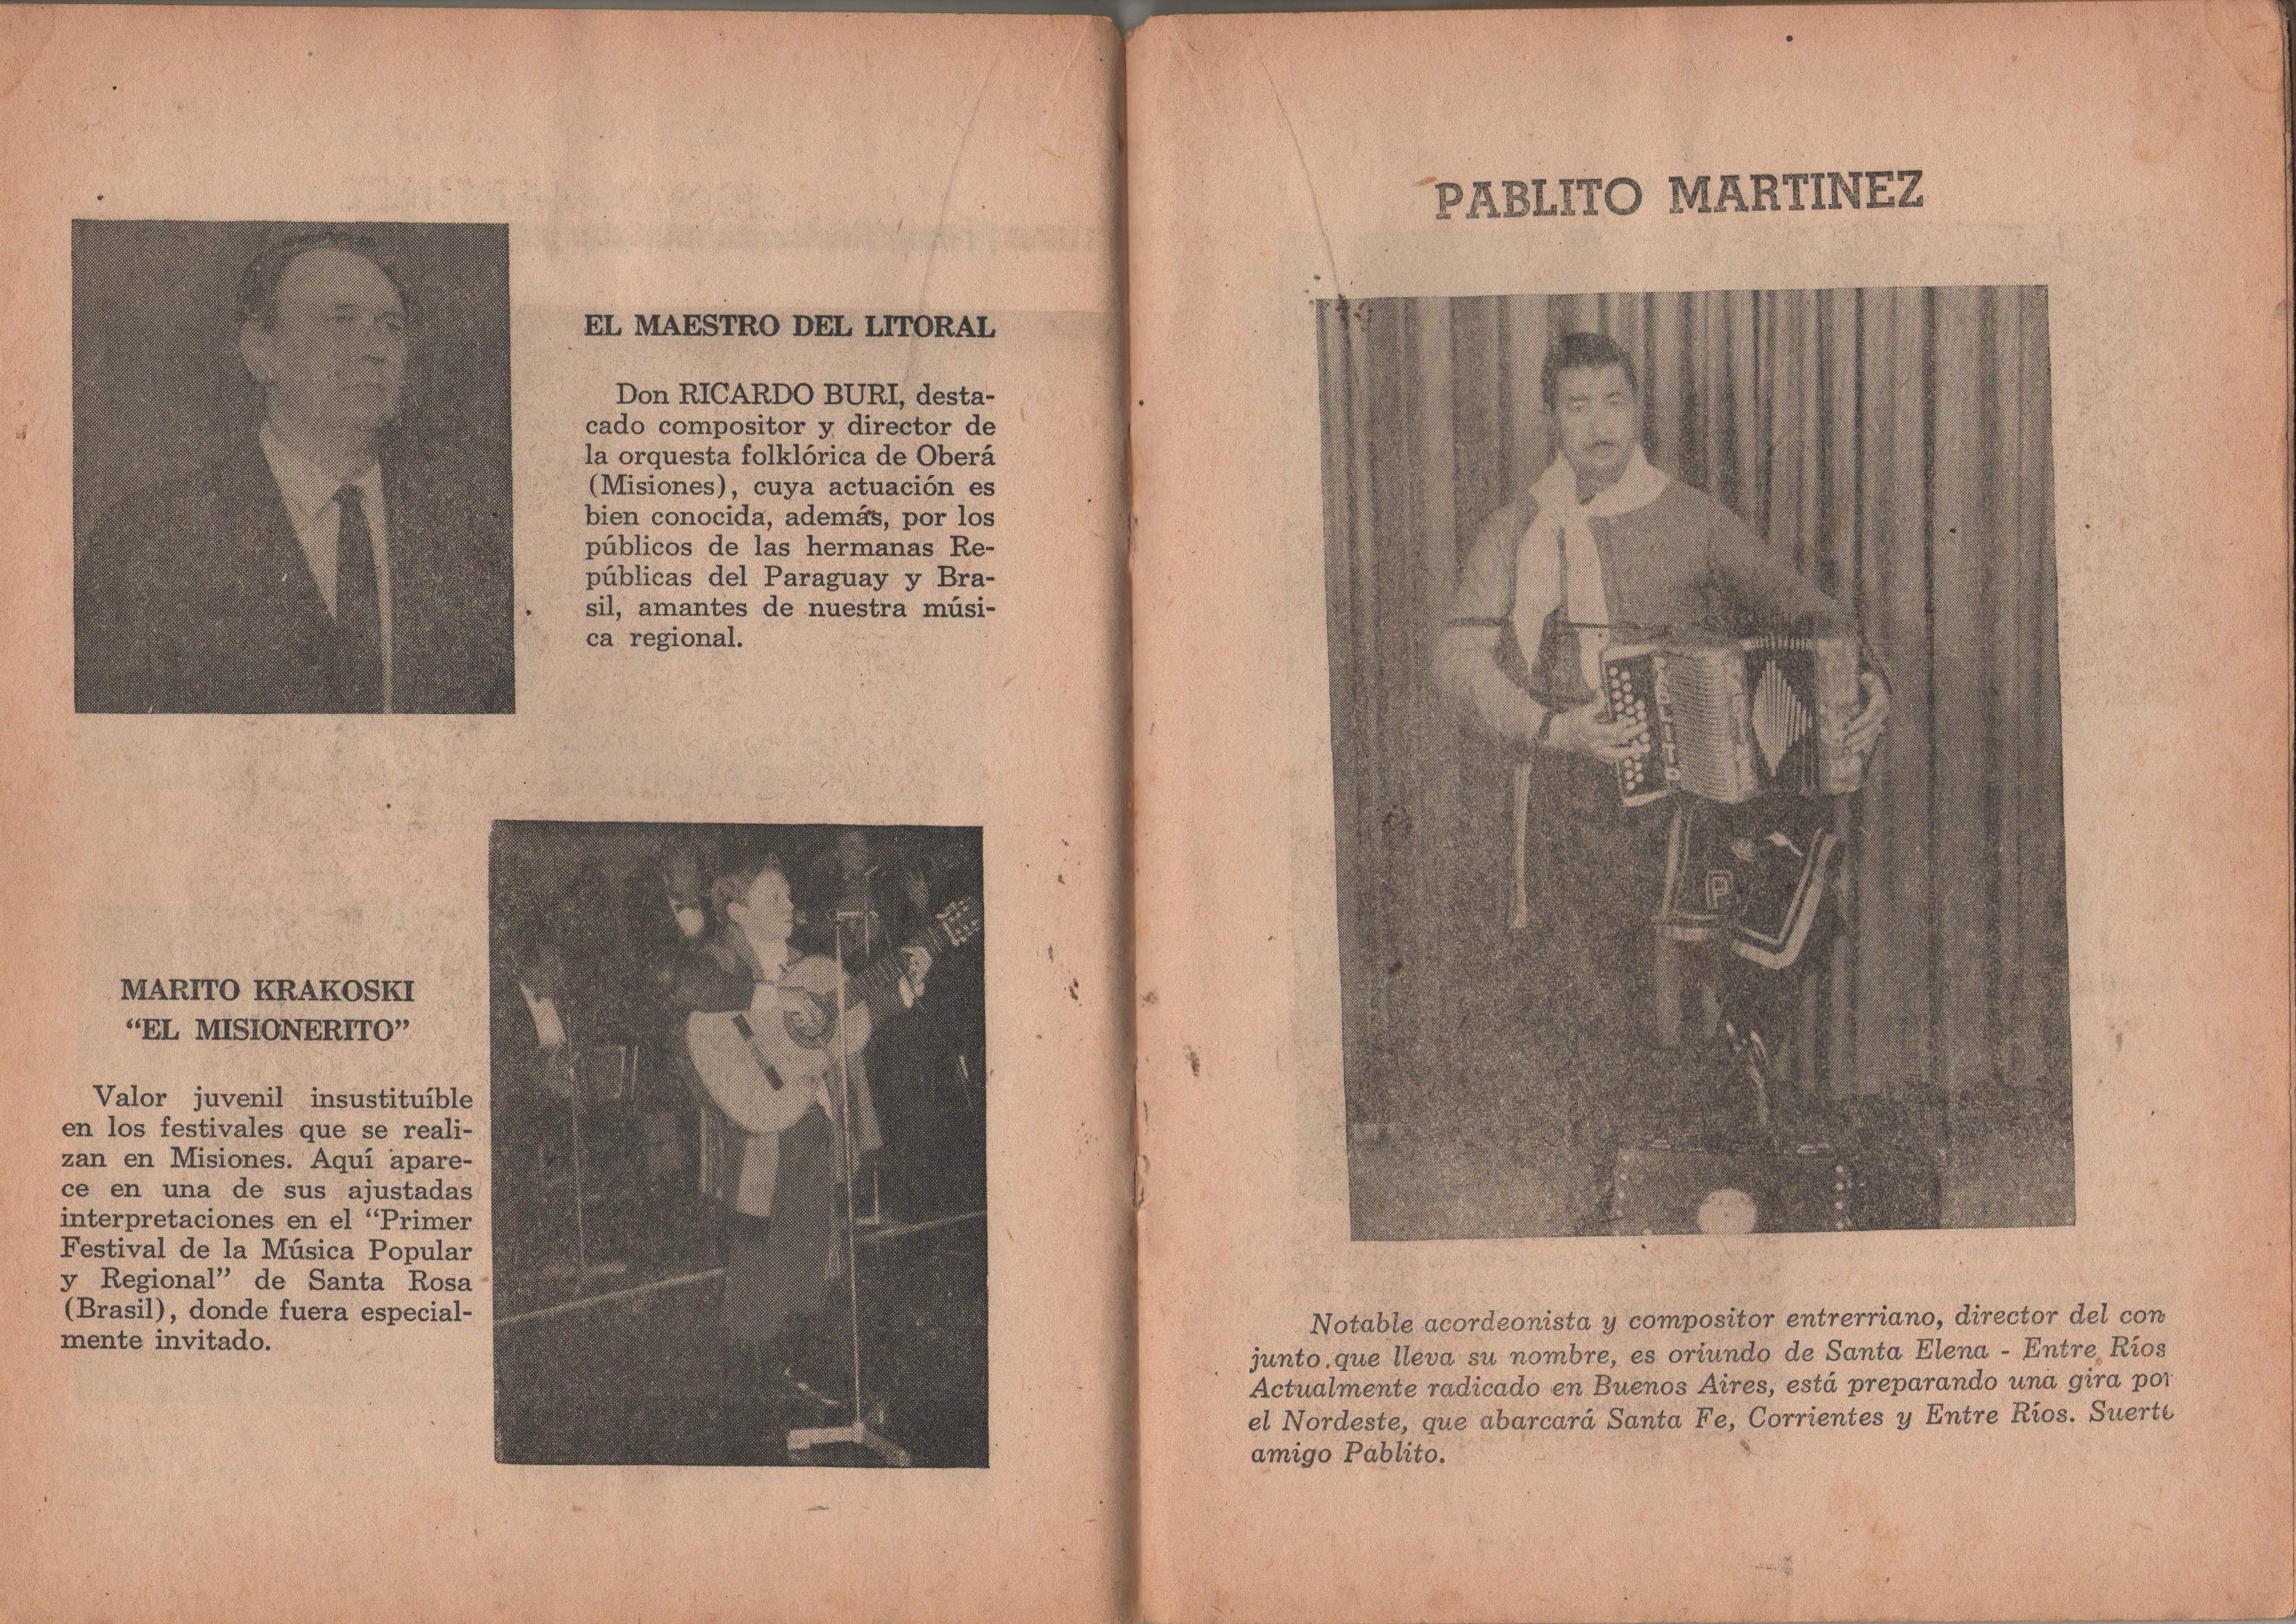 EL MAESTRO DEL LITORAL
Don RICARDO BURI, desta-
cado compositor y director de
la orquesta folklórica de Oberá
(Misiones), cuya actuación es
bien conocida, además, por los
públicos de las hermanas Re-
públicas del Paraguay y Bra-
sil, amantes de nuestra músi-
ca regional.
MARITO KRAKOSKI
“EL MISIONERITO”
Valor juvenil insustituíble
en los festivales que se reali-
zan en Misiones. Aquí apare-
ce en una de sus ajustadas
interpretaciones en el “Primer
Festival de la Música Popular
y Regional” de Santa Rosa
(Brasil), donde fuera especial-
mente invitado.
PABLITO MARTINEZ
PABLITO
P
Notable acordeonista y compositor entrerriano, director del con
junto que lleva su nombre, es oriundo de Santa Elena - Entre Ríos
Actualmente radicado en Buenos Aires, está preparando una gira por
el Nordeste, que abarcará Santa Fe, Corrientes y Entre Ríos. Suerte
amigo Pablito.